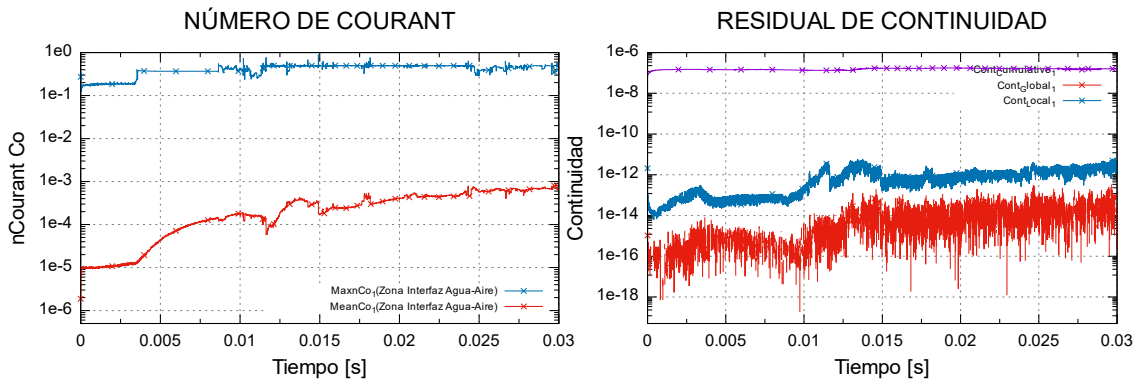 NÚMERO DE COURANT
1e0
1e-1
1e-2
1e-3
1e-4
1e-5
1e-6
nCourant Co
0 0.005 0.01 0.015 0.02 0.025 0.03
Tiempo [s]
MaxnCo1(Zona Interfaz Agua-Aire)
MeanCo1(Zona Interfaz Agua-Aire)
RESIDUAL DE CONTINUIDAD
1e-6
1e-8
1e-10
1e-12
1e-14
1e-16
1e-18
Continuidad
0 0.005 0.01 0.015 0.02 0.025 0.03
Tiempo [s]
ContCumulative1
ContGlobal1
ContLocal1